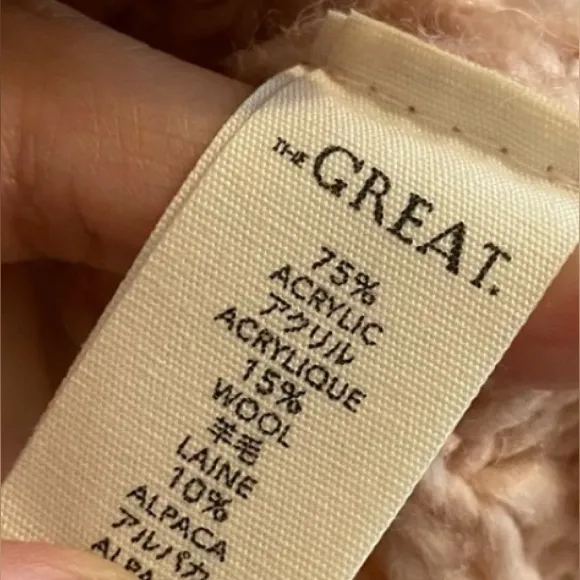 THE GREAT.
75%
ACRYLIC
アクリル
ACRYLIQUE
15%
WOOL
羊毛
LAINE
10%
ALPACA
アルパカ
ALPA